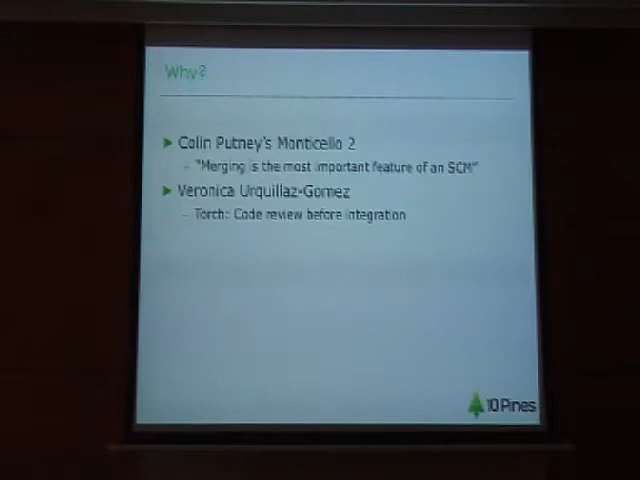 Why?
Colin Putney's Monticello 2
- "Merging is the most important feature of an SCM"
Veronica Urquillaz-Gomez
- Torch: Code review before integration
10Pines